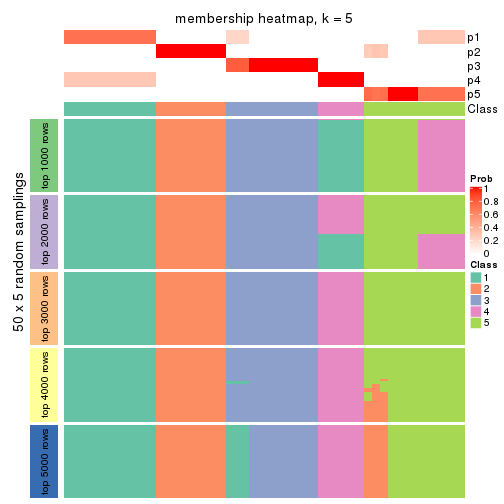 membership heatmap, k = 5
p1
p2
p3
p4
p5
Class
50 x 5 random samplings
top 1000 rows
top 2000 rows
top 3000 rows
top 4000 rows
top 5000 rows
Prob
1
0.8
0.6
0.4
0.2
0
Class
1
2
3
4
5